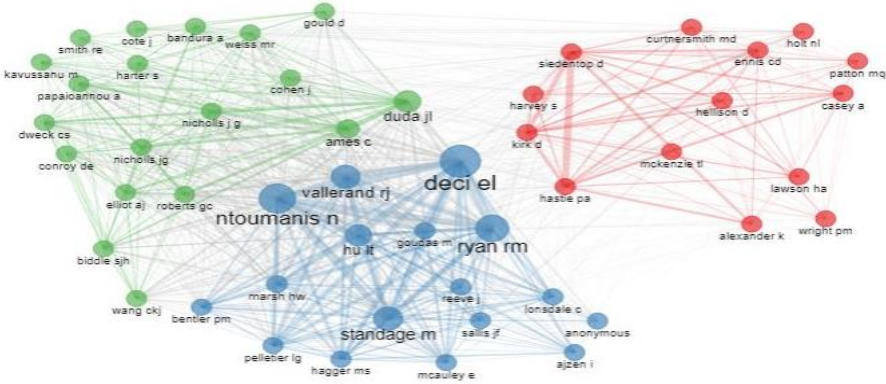 gould d
cote j
bandura a
weiss mr
smith re
kavussanu m
harter s
cohen j
papaioannou a
nicholls j g
duda jl
dweck cs
ames c
conroy de
nicholls jg
elliot aj
roberts gc
biddle sjh
wang ckj
deci el
vallerand rj
ntoumanis n
hu lt
goudas m
ryan rm
marsh hw
reeve j
bentler pm
lonsdale c
standage m
sallis jf
anonymous
pelletier lg
hagger ms
mcauley e
ajzen i
curtnersmith md
holt nl
siedentop d
ennis cd
patton mq
harvey s
hellison d
casey a
kirk d
mckenzie tl
hastie pa
lawson ha
alexander k
wright pm